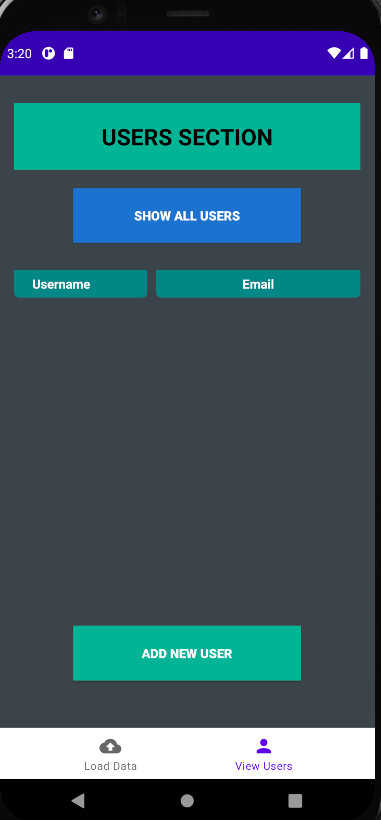 3:20
USERS SECTION
SHOW ALL USERS
Username Email
ADD NEW USER
Load Data View Users